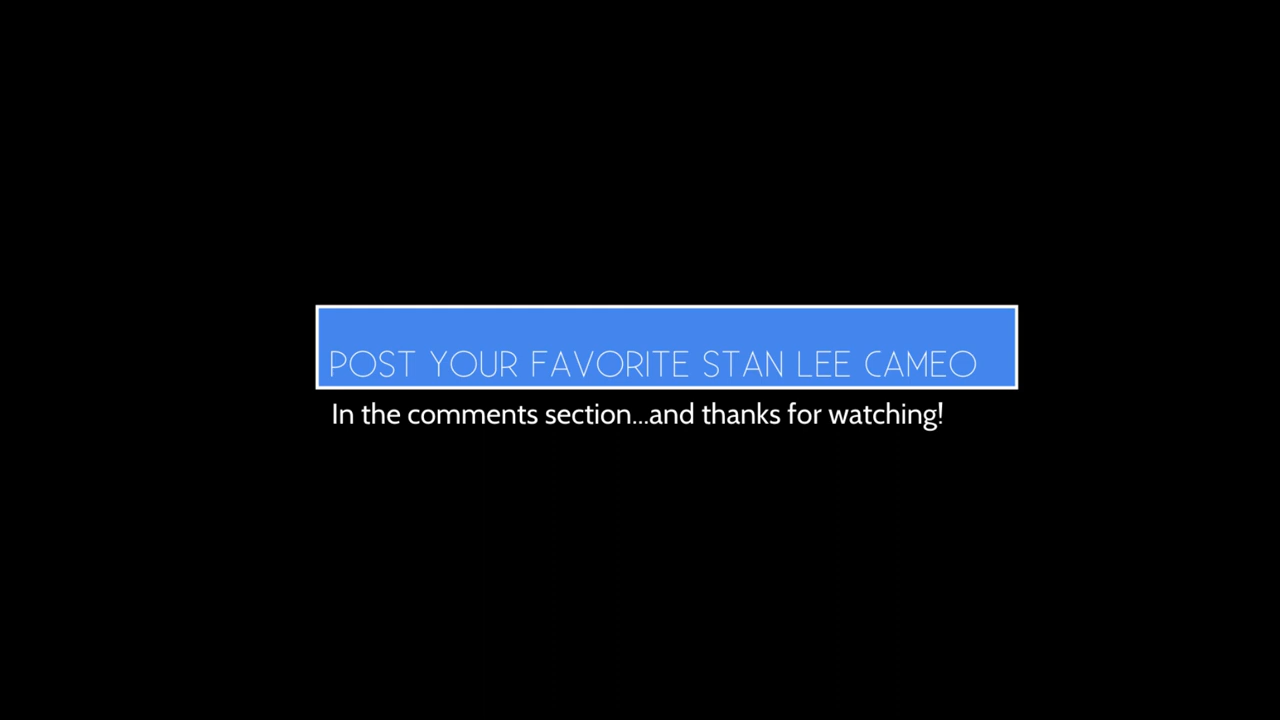 POST YOUR FAVORITE STAN LEE CAMEO
In the comments section...and thanks for watching!